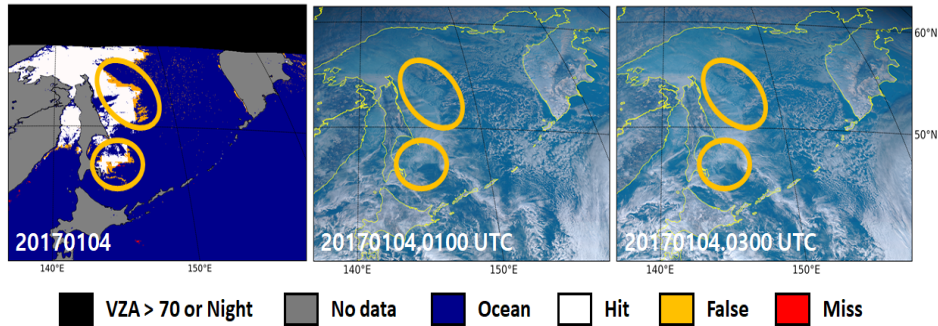 60°N
50°N
20170104
20170104.0100 UTC
20170104.0300 UTC
140°E 150°E 140°E 150°E 140°E 150°E
VZA > 70 or Night No data Ocean Hit False Miss